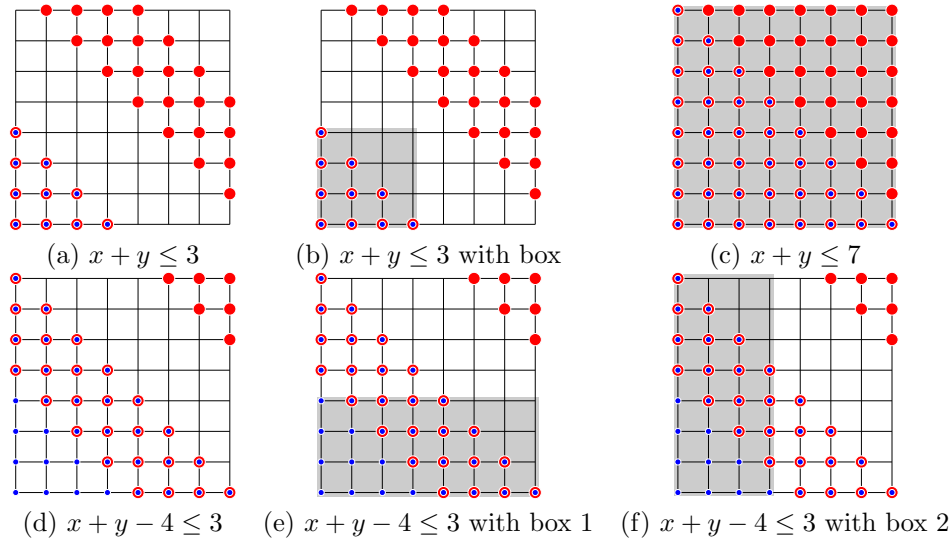 (a) x + y ≤ 3
(b) x + y ≤ 3 with box
(c) x + y ≤ 7
(d) x + y − 4 ≤ 3
(e) x + y − 4 ≤ 3 with box 1
(f) x + y − 4 ≤ 3 with box 2